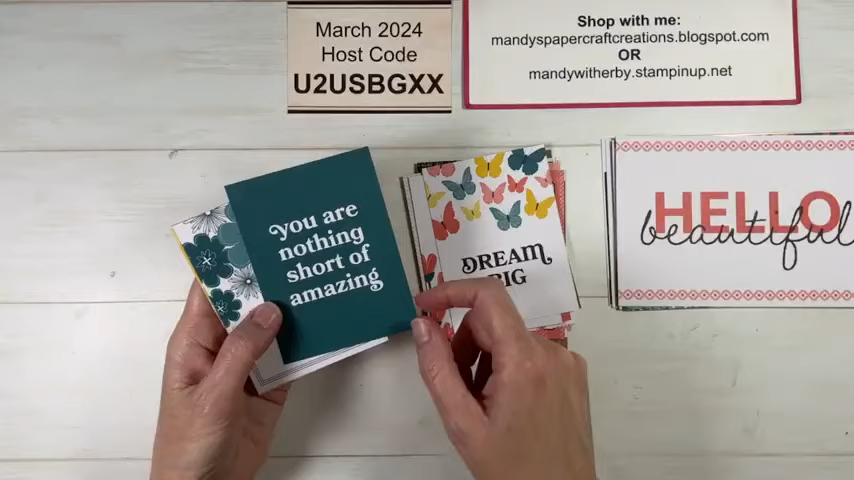 March 2024
Host Code
U2USBGXX
Shop with me:
mandyspapercraftcreations.blogspot.com
OR
mandywitherby.stampinup.net
you are
nothing
short of
amazing
DREAM
BIG
HELLO
beautiful